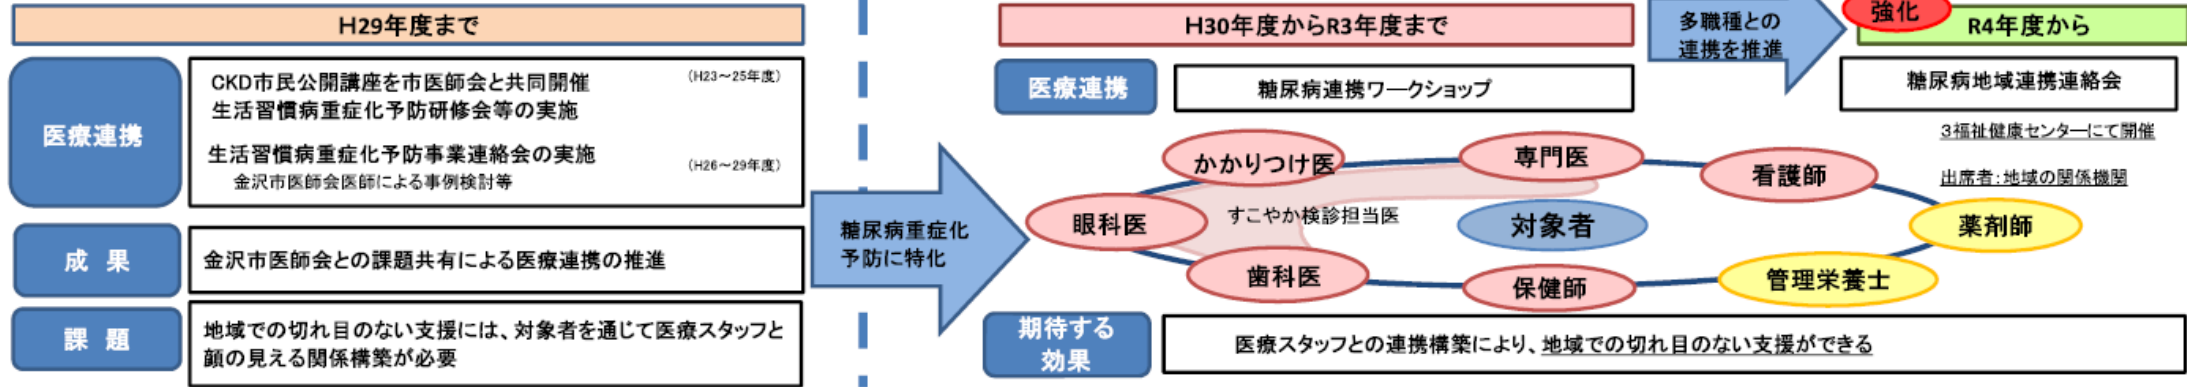 H29年度まで
医療連携
CKD市民公開講座を市医師会と共同開催 （H23～25年度）
生活習慣病重症化予防研修会等の実施
生活習慣病重症化予防事業連絡会の実施
金沢市医師会医師による事例検討等 （H26～29年度）
成 果
金沢市医師会との課題共有による医療連携の推進
課 題
地域での切れ目のない支援には、対象者を通じて医療スタッフと
顔の見える関係構築が必要
糖尿病重症化
予防に特化
H30年度からR3年度まで
医療連携
糖尿病連携ワークショップ
多職種との
連携を推進
強化
R4年度から
糖尿病地域連携連絡会
3福祉健康センターにて開催
出席者：地域の関係機関
かかりつけ医
専門医
看護師
眼科医
すこやか検診担当医
対象者
薬剤師
歯科医
保健師
管理栄養士
期待する
効果
医療スタッフとの連携構築により、地域での切れ目のない支援ができる